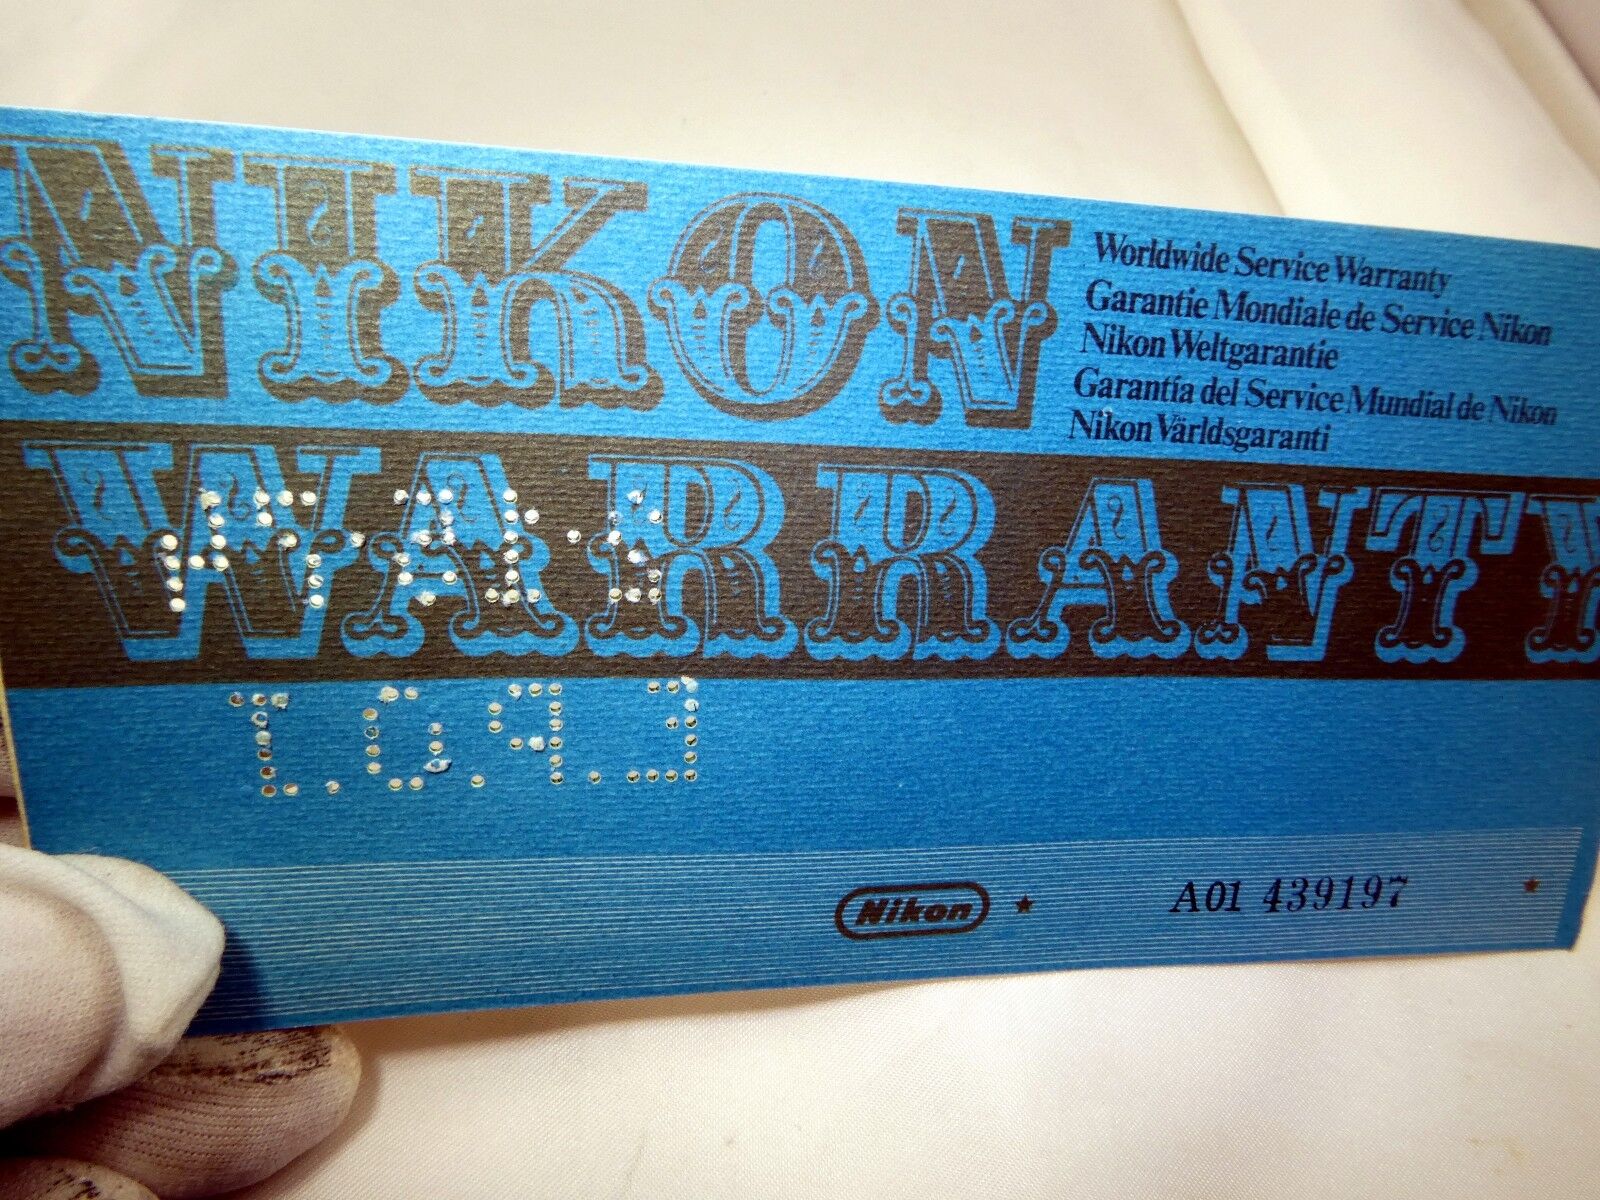 NIKON
WARRANTY
Worldwide Service Warranty
Garantie Mondiale de Service Nikon
Nikon Weltgarantie
Garantía del Service Mundial de Nikon
Nikon Världsgaranti
Nikon ★ A01 439197 ★